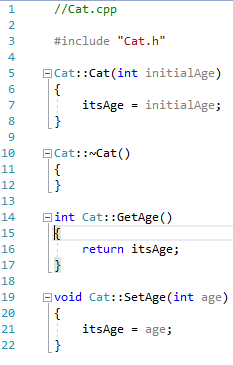 1 //Cat.cpp
2
3 #include "Cat.h"
4
5 Cat::Cat(int initialAge)
6 {
7     itsAge = initialAge;
8 }
9
10 Cat::~Cat()
11 {
12 }
13
14 int Cat::GetAge()
15 {
16     return itsAge;
17 }
18
19 void Cat::SetAge(int age)
20 {
21     itsAge = age;
22 }